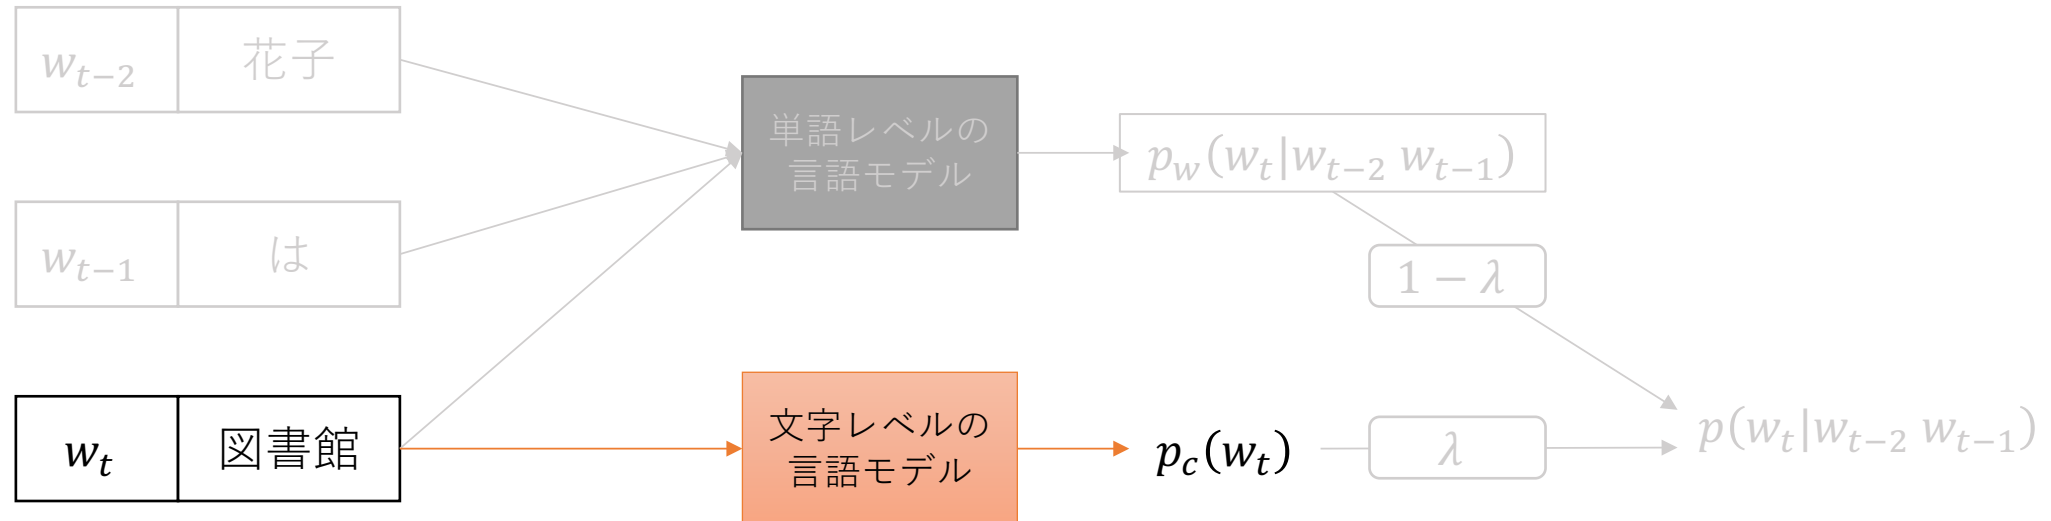 w_{t-2} 花子
単語レベルの
言語モデル
p_w(w_t|w_{t-2} w_{t-1})
w_{t-1} は
1 − λ
w_t 図書館
文字レベルの
言語モデル
p_c(w_t)
λ
p(w_t|w_{t-2} w_{t-1})